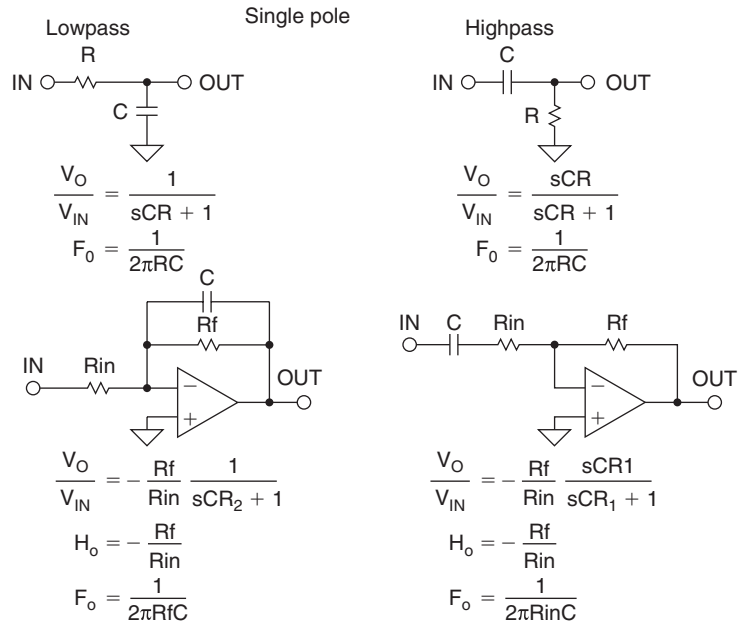 Single pole
Lowpass
R
IN
OUT
C
V_O / V_IN = 1 / (sCR + 1)
F_0 = 1 / (2πRC)
Highpass
C
IN
OUT
R
V_O / V_IN = sCR / (sCR + 1)
F_0 = 1 / (2πRC)
C
Rf
IN
Rin
OUT
−
+
V_O / V_IN = − Rf / Rin 1 / (sCR_2 + 1)
H_o = − Rf / Rin
F_o = 1 / (2πRfC)
IN
C
Rin
Rf
OUT
−
+
V_O / V_IN = − Rf / Rin sCR1 / (sCR_1 + 1)
H_o = − Rf / Rin
F_o = 1 / (2πRinC)